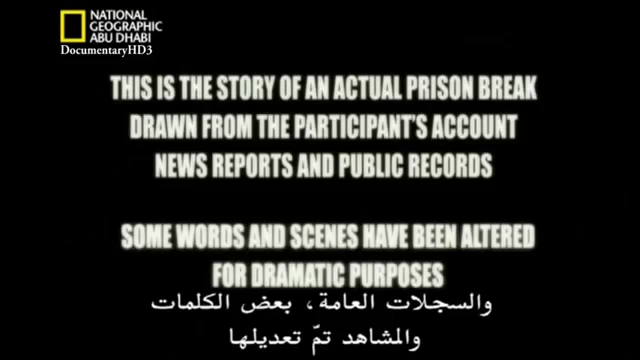 NATIONAL
GEOGRAPHIC
ABU DHABI
DocumentaryHD3
THIS IS THE STORY OF AN ACTUAL PRISON BREAK
DRAWN FROM THE PARTICIPANT'S ACCOUNT
NEWS REPORTS AND PUBLIC RECORDS
SOME WORDS AND SCENES HAVE BEEN ALTERED
FOR DRAMATIC PURPOSES
والسجلات العامة، بعض الكلمات
والمشاهد تمّ تعديلها